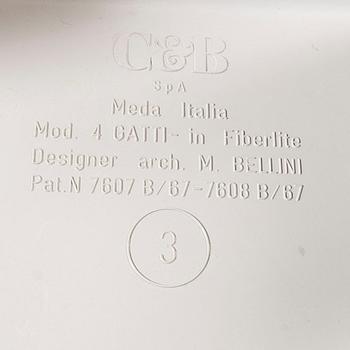 C&B
SpA
Meda Italia
Mod. 4 GATTI- in Fiberlite
Designer arch. M. BELLINI
Pat.N 7607 B/67-7608 B/67
3